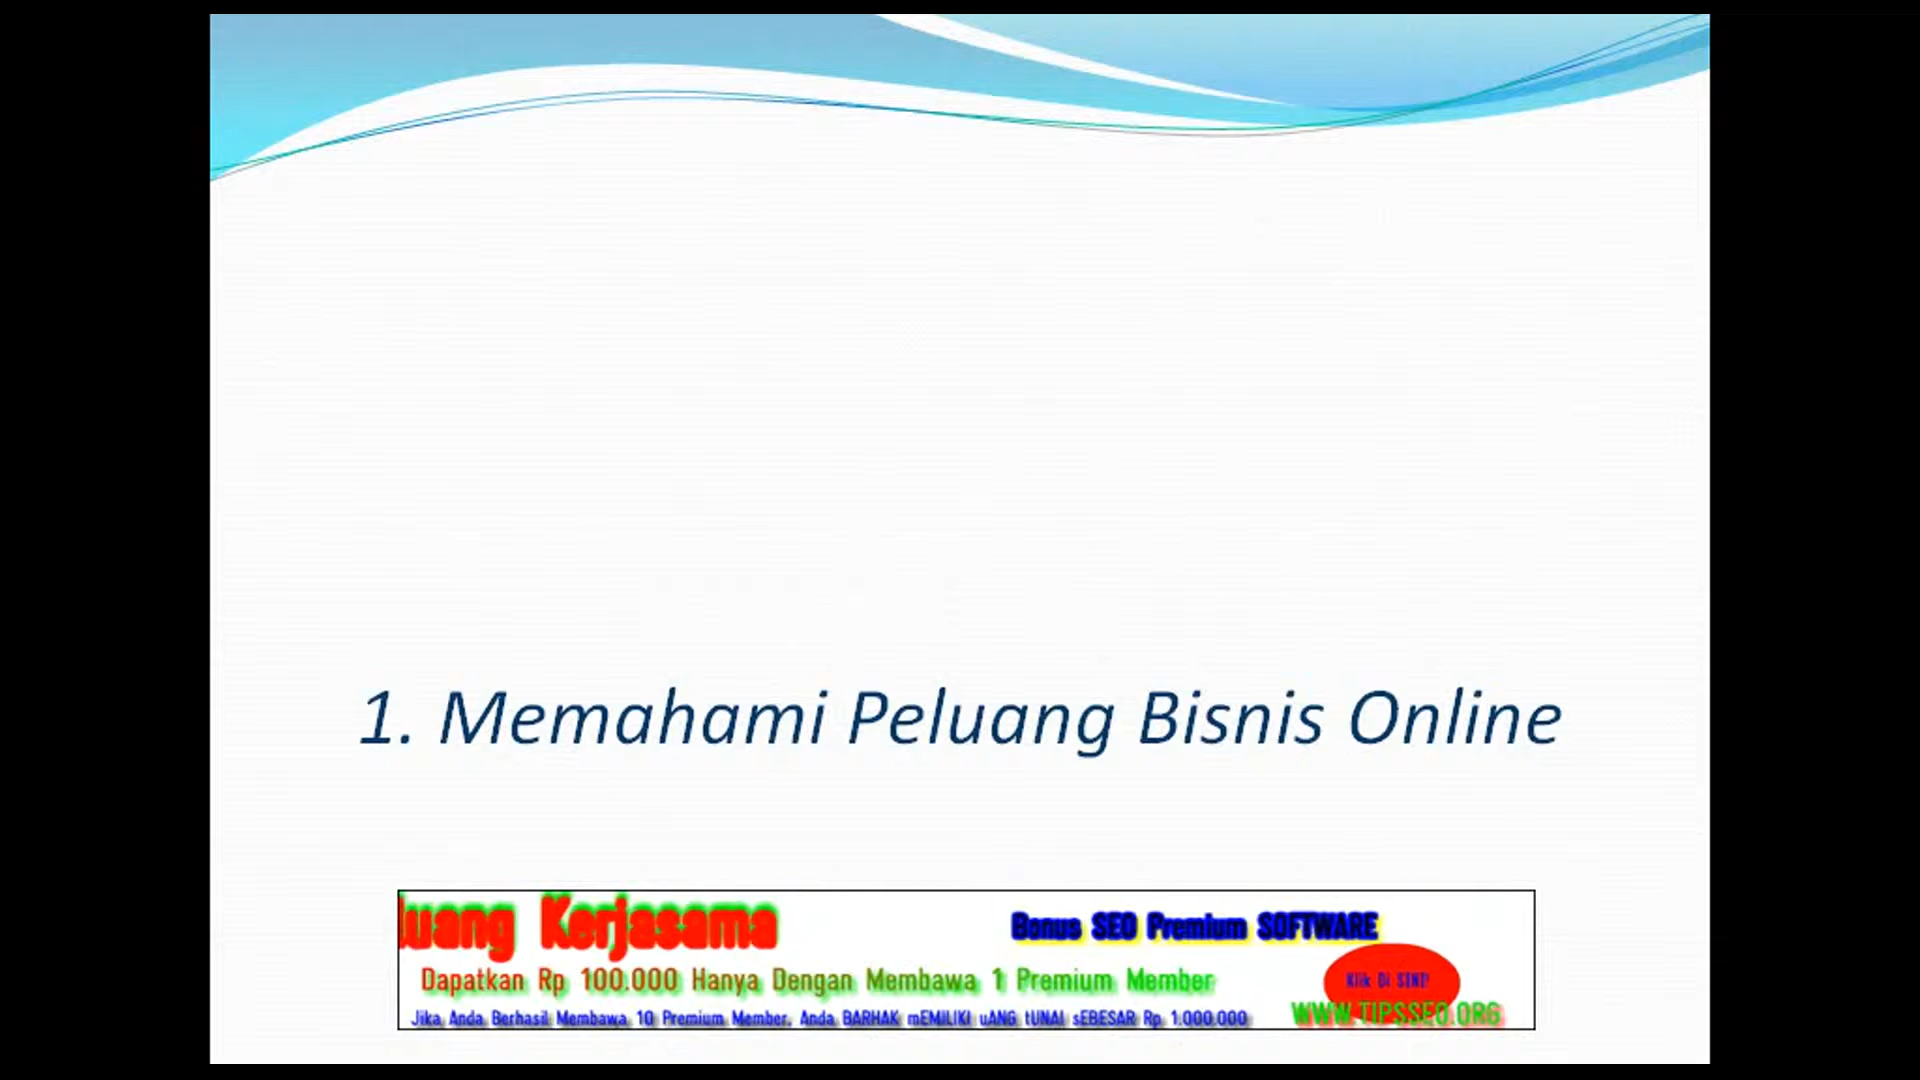 1. Memahami Peluang Bisnis Online
luang Kerjasama
Bonus SEO Premium SOFTWARE
Dapatkan Rp 100.000 Hanya Dengan Membawa 1 Premium Member
Klik Di SINI!
WWW.TIPSSEO.ORG
Jika Anda Berhasil Membawa 10 Premium Member, Anda BARHAK mEMILIKI uANG tUNAI sEBESAR Rp 1.000.000